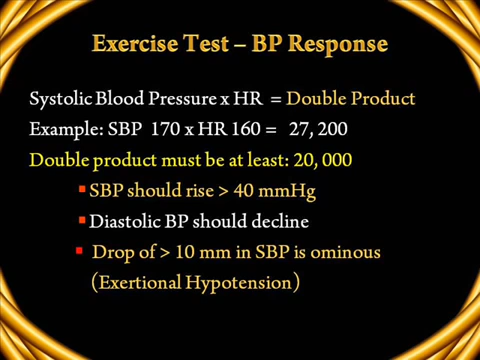 Exercise Test – BP Response
Systolic Blood Pressure x HR = Double Product
Example: SBP 170 x HR 160 = 27, 200
Double product must be at least: 20, 000
▪ SBP should rise > 40 mmHg
▪ Diastolic BP should decline
▪ Drop of > 10 mm in SBP is ominous
(Exertional Hypotension)